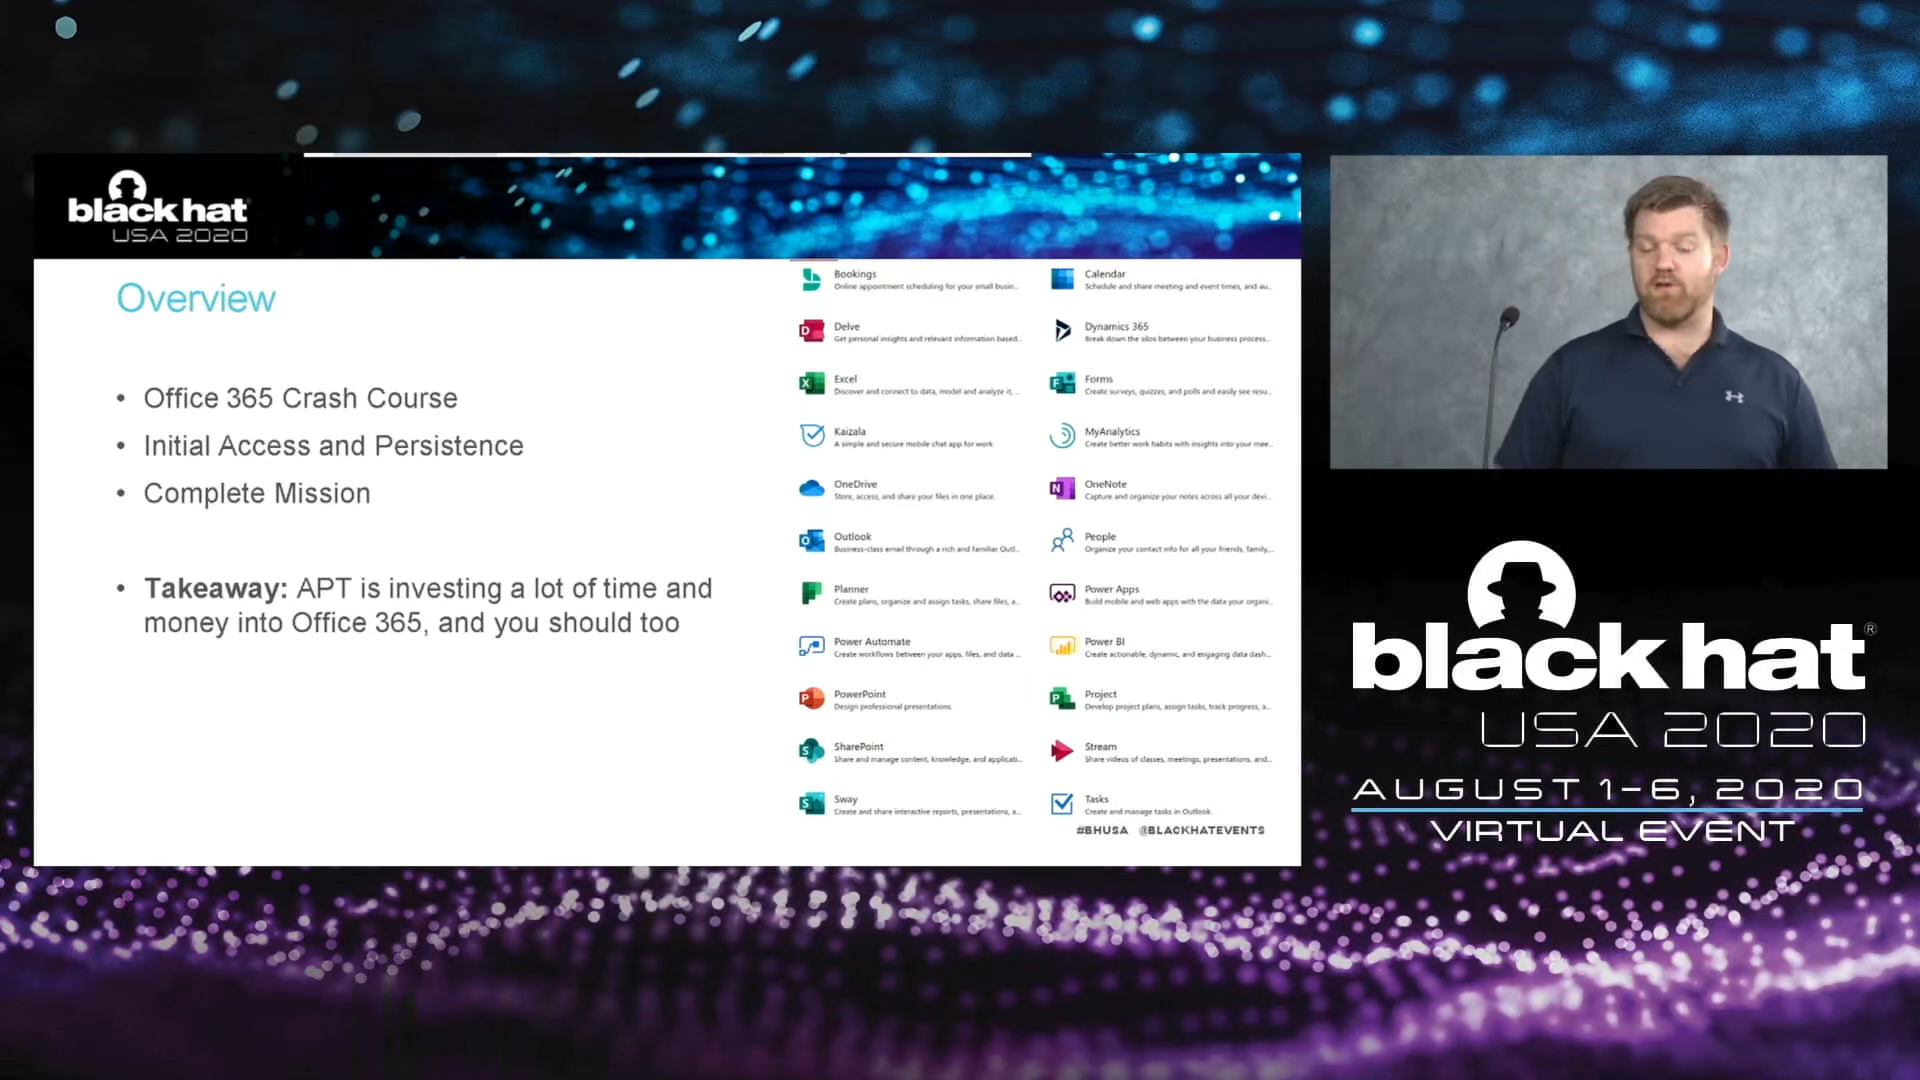 black hat
USA 2020
Overview
• Office 365 Crash Course
• Initial Access and Persistence
• Complete Mission
• Takeaway: APT is investing a lot of time and
money into Office 365, and you should too
Bookings
Online appointment scheduling for your small busin...
Calendar
Schedule and share meeting and event times, and au...
Delve
Get personal insights and relevant information based...
Dynamics 365
Break down the silos between your business process...
Excel
Discover and connect to data, model and analyze it, ...
Forms
Create surveys, quizzes, and polls and easily see resu...
Kaizala
A simple and secure mobile chat app for work
MyAnalytics
Create better work habits with insights into your mee...
OneDrive
Store, access, and share your files in one place.
OneNote
Capture and organize your notes across all your devi...
Outlook
Business-class email through a rich and familiar Outl...
People
Organize your contact info for all your friends, family,...
Planner
Create plans, organize and assign tasks, share files, a...
Power Apps
Build mobile and web apps with the data your organi...
Power Automate
Create workflows between your apps, files, and data ...
Power BI
Create actionable, dynamic, and engaging data dash...
PowerPoint
Design professional presentations.
Project
Develop project plans, assign tasks, track progress, a...
SharePoint
Share and manage content, knowledge, and applicati...
Stream
Share videos of classes, meetings, presentations, and...
Sway
Create and share interactive reports, presentations, a...
Tasks
Create and manage tasks in Outlook.
#BHUSA @BLACKHATEVENTS
black hat®
USA 2020
AUGUST 1-6, 2020
VIRTUAL EVENT